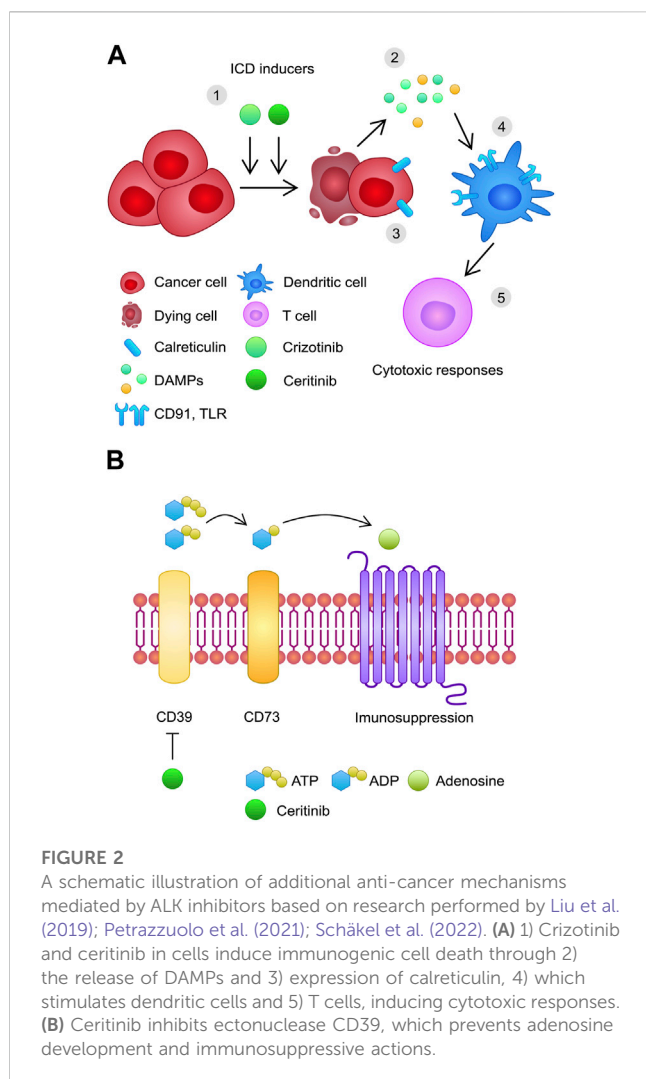 A
ICD inducers
1
2
4
3
5
Cancer cell
Dendritic cell
Dying cell
T cell
Calreticulin
Crizotinib
DAMPs
Ceritinib
CD91, TLR
Cytotoxic responses
B
CD39
CD73
Imunosuppression
ATP
ADP
Adenosine
Ceritinib
FIGURE 2
A schematic illustration of additional anti-cancer mechanisms
mediated by ALK inhibitors based on research performed by Liu et al.
(2019); Petrazzuolo et al. (2021); Schäkel et al. (2022). (A) 1) Crizotinib
and ceritinib in cells induce immunogenic cell death through 2)
the release of DAMPs and 3) expression of calreticulin, 4) which
stimulates dendritic cells and 5) T cells, inducing cytotoxic responses.
(B) Ceritinib inhibits ectonuclease CD39, which prevents adenosine
development and immunosuppressive actions.